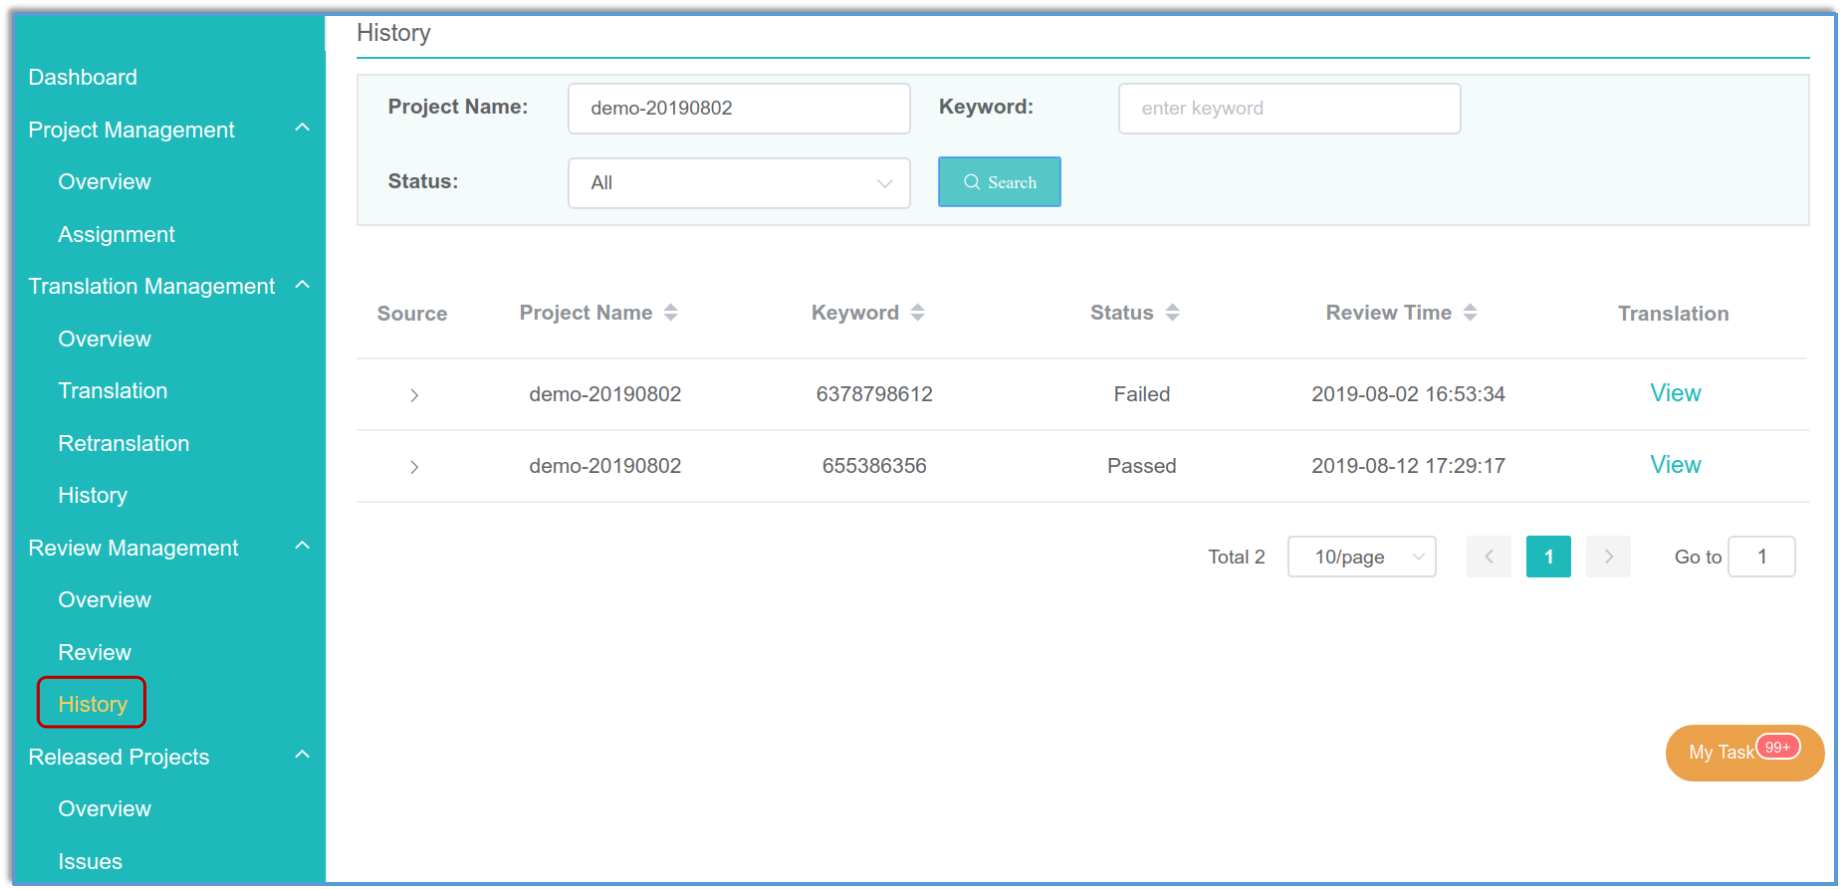 Dashboard
Project Management
Overview
Assignment
Translation Management
Overview
Translation
Retranslation
History
Review Management
Overview
Review
History
Released Projects
Overview
Issues
History
Project Name: demo-20190802 Keyword: enter keyword
Status: All Search
Source Project Name Keyword Status Review Time Translation
demo-20190802 6378798612 Failed 2019-08-02 16:53:34 View
demo-20190802 655386356 Passed 2019-08-12 17:29:17 View
Total 2 10/page 1 Go to 1
My Task 99+